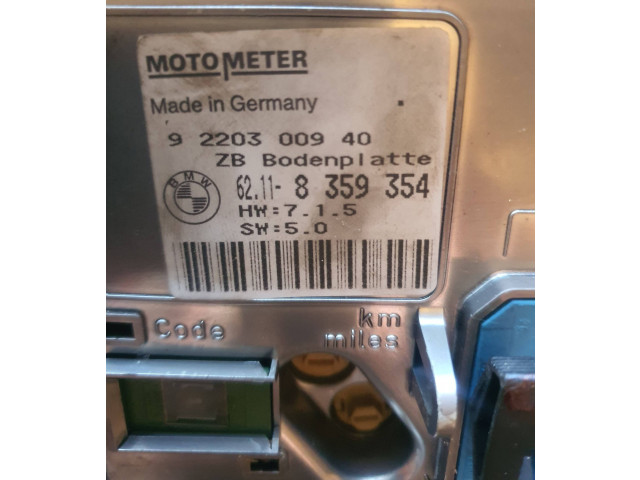 MOTOMETER
Made in Germany
9 2203 009 40
ZB Bodenplatte
BMW
62.11- 8 359 354
HW:7.1.5
SW:5.0
Code
km
miles